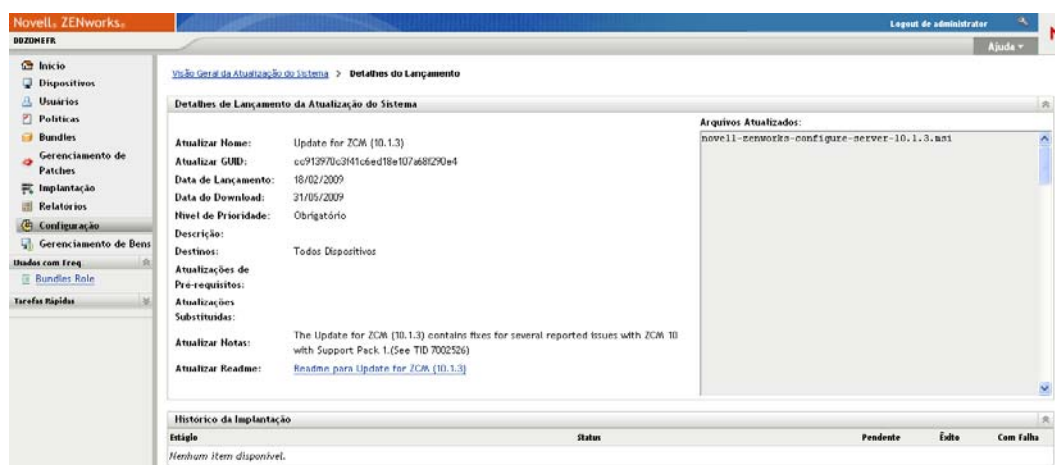 Novell® ZENworks®
Logout de administrator
DDZONEFR
Ajuda
Início
Dispositivos
Usuários
Políticas
Bundles
Gerenciamento de
Patches
Implantação
Relatórios
Configuração
Gerenciamento de Bens
Usados com Freq
Bundles Role
Tarefas Rápidas
Visão Geral da Atualização do Sistema > Detalhes do Lançamento
Detalhes de Lançamento da Atualização do Sistema
Atualizar Nome: Update for ZCM (10.1.3)
Atualizar GUID: cc913970c3f41c6ed18e107a68f290e4
Data de Lançamento: 18/02/2009
Data do Download: 31/05/2009
Nível de Prioridade: Obrigatório
Descrição:
Destinos: Todos Dispositivos
Atualizações de
Pré-requisitos:
Atualizações
Substituídas:
Atualizar Notas: The Update for ZCM (10.1.3) contains fixes for several reported issues with ZCM 10
with Support Pack 1.(See TID 7002526)
Atualizar Readme: Readme para Update for ZCM (10.1.3)
Arquivos Atualizados:
novell-zenworks-configure-server-10.1.3.msi
Histórico da Implantação
Estágio Status Pendente Êxito Com Falha
Nenhum item disponível.